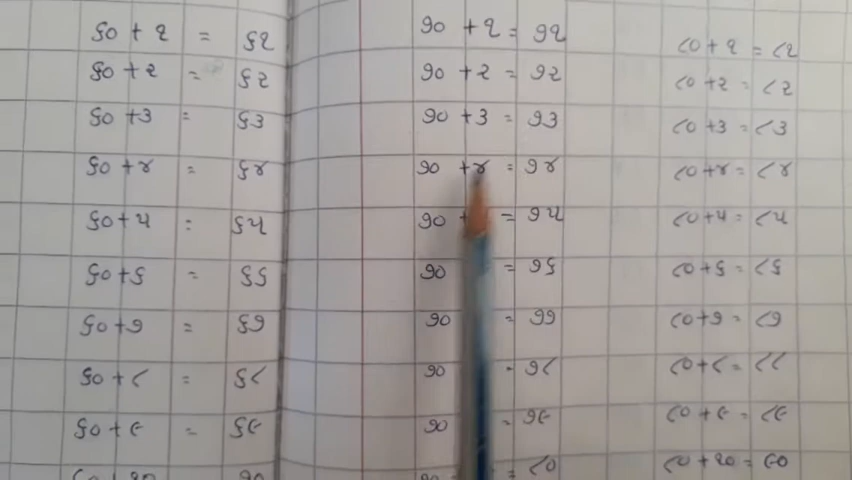 ૬૦ + ૧ = ૬૧
૬૦ + ૨ = ૬૨
૬૦ + ૩ = ૬૩
૬૦ + ૪ = ૬૪
૬૦ + ૫ = ૬૫
૬૦ + ૬ = ૬૬
૬૦ + ૭ = ૬૭
૬૦ + ૮ = ૬૮
૬૦ + ૯ = ૬૯
૭૦ + ૧ = ૭૧
૭૦ + ૨ = ૭૨
૭૦ + ૩ = ૭૩
૭૦ + ૪ = ૭૪
૭૦ + = ૭૫
૭૦ = ૭૬
૭૦ = ૭૭
૭૦ = ૭૮
૭૦ = ૭૯
= ૮૦
૮૦ + ૧ = ૮૧
૮૦ + ૨ = ૮૨
૮૦ + ૩ = ૮૩
૮૦ + ૪ = ૮૪
૮૦ + ૫ = ૮૫
૮૦ + ૬ = ૮૬
૮૦ + ૭ = ૮૭
૮૦ + ૮ = ૮૮
૮૦ + ૯ = ૮૯
૮૦ + ૧૦ = ૯૦